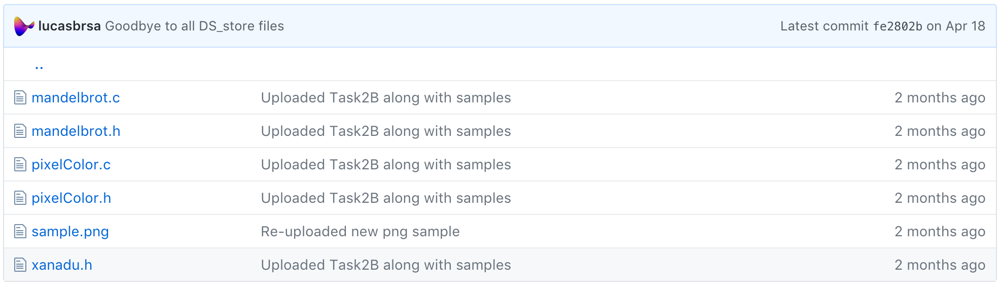 lucasbrsa Goodbye to all DS_store files Latest commit fe2802b on Apr 18
..
mandelbrot.c Uploaded Task2B along with samples 2 months ago
mandelbrot.h Uploaded Task2B along with samples 2 months ago
pixelColor.c Uploaded Task2B along with samples 2 months ago
pixelColor.h Uploaded Task2B along with samples 2 months ago
sample.png Re-uploaded new png sample 2 months ago
xanadu.h Uploaded Task2B along with samples 2 months ago